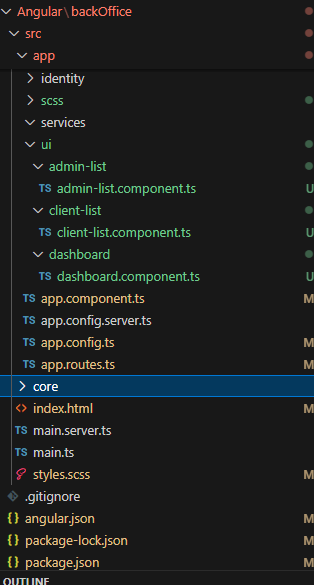 Angular\backOffice
src
app
identity
scss
services
ui
admin-list
TS admin-list.component.ts U
client-list
TS client-list.component.ts U
dashboard
TS dashboard.component.ts U
TS app.component.ts M
TS app.config.server.ts
TS app.config.ts M
TS app.routes.ts M
core
<> index.html M
TS main.server.ts
TS main.ts
styles.scss M
.gitignore
{} angular.json M
{} package-lock.json M
{} package.json M
OUTLINE